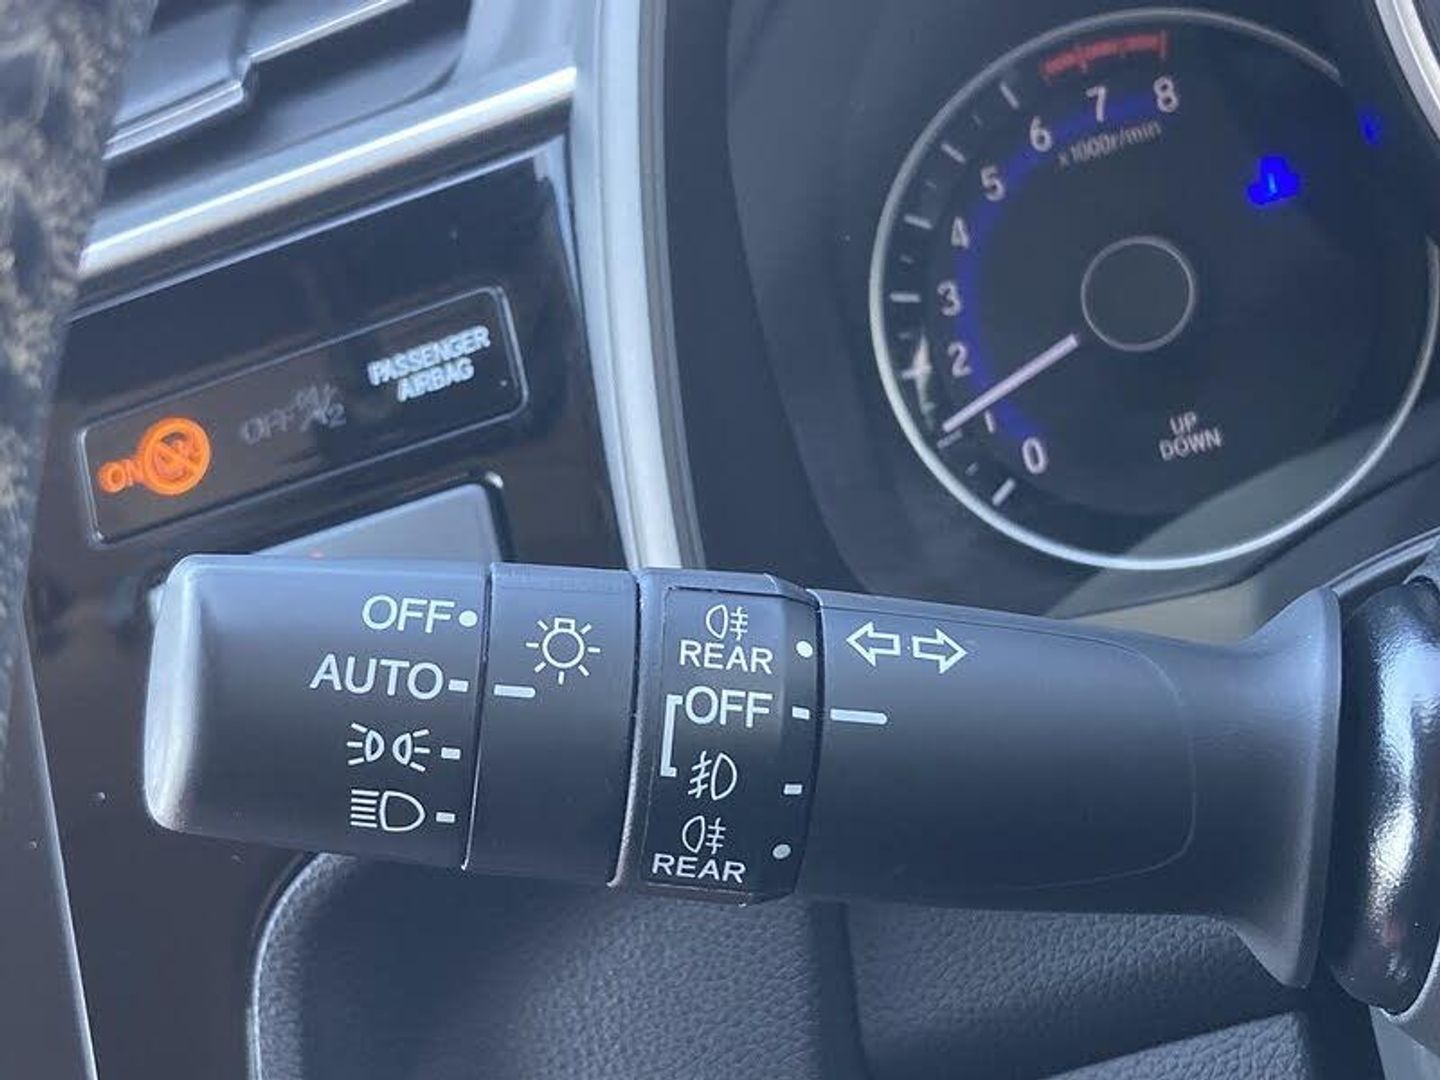 8
7
6
x1000r/min
5
4
3
2
1
0
UP
DOWN
PASSENGER
AIRBAG
ON
OFF
2
OFF
AUTO
REAR
OFF
REAR